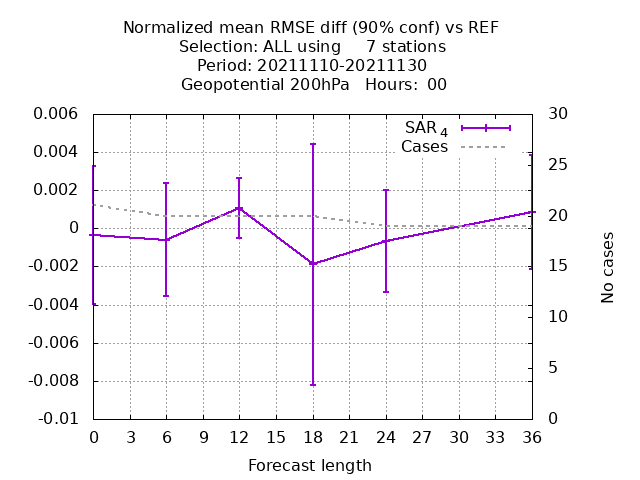 Normalized mean RMSE diff (90% conf) vs REF
Selection: ALL using     7 stations
Period: 20211110-20211130
Geopotential 200hPa   Hours:  00
0.006
0.004
0.002
0
-0.002
-0.004
-0.006
-0.008
-0.01
SAR 4
Cases
30
25
20
15
10
5
0
No cases
0 3 6 9 12 15 18 21 24 27 30 33 36
Forecast length